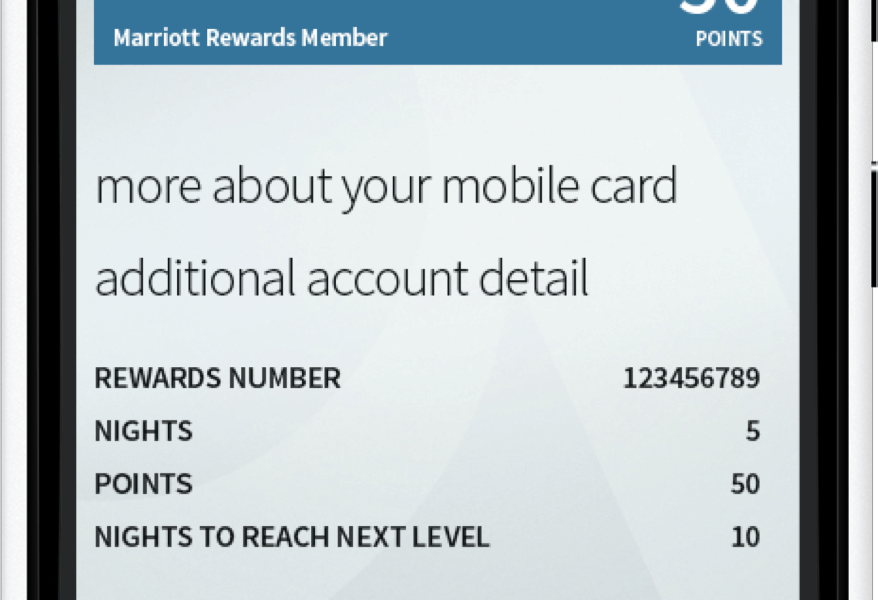 50
Marriott Rewards Member POINTS
more about your mobile card
additional account detail
REWARDS NUMBER 123456789
NIGHTS 5
POINTS 50
NIGHTS TO REACH NEXT LEVEL 10